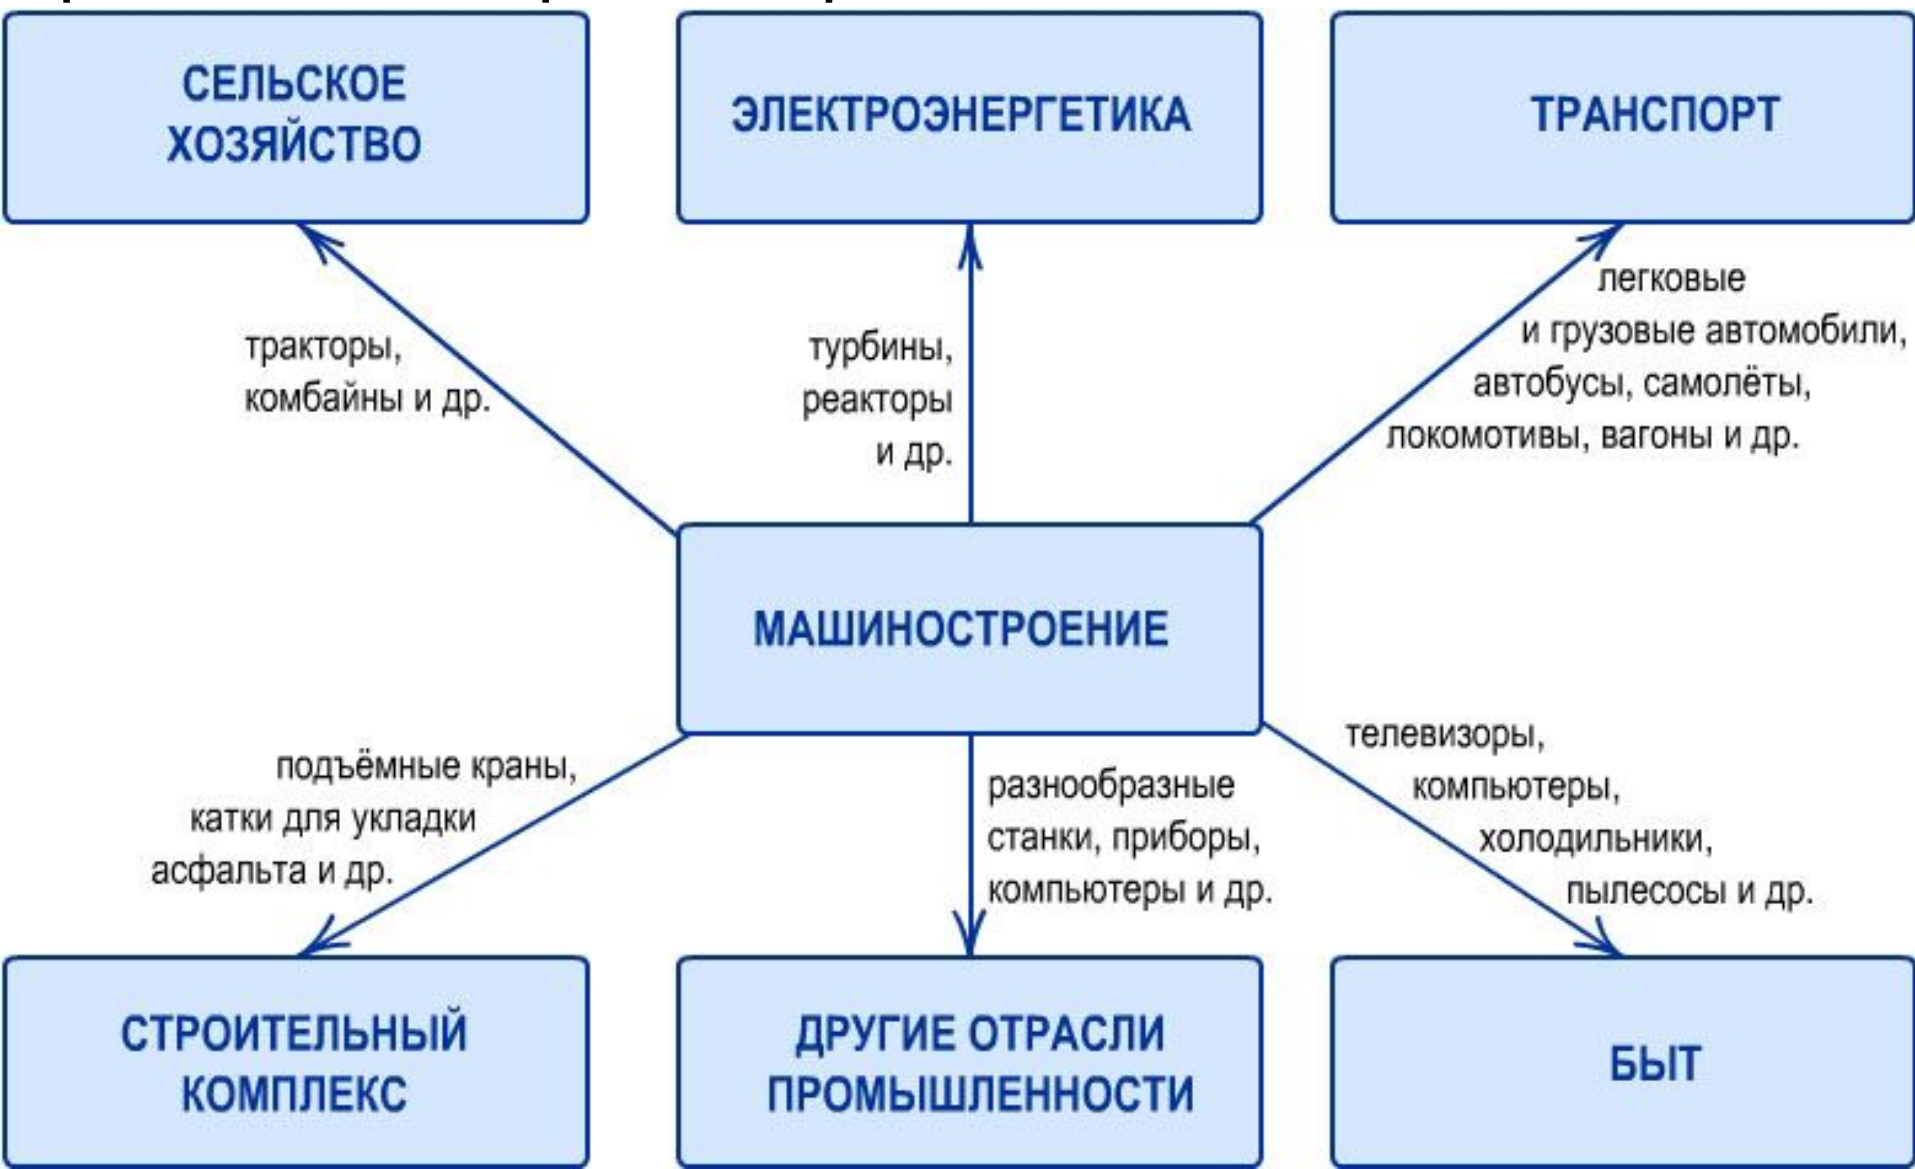 СЕЛЬСКОЕ
ХОЗЯЙСТВО
ЭЛЕКТРОЭНЕРГЕТИКА
ТРАНСПОРТ
тракторы,
комбайны и др.
турбины,
реакторы
и др.
легковые
и грузовые автомобили,
автобусы, самолёты,
локомотивы, вагоны и др.
МАШИНОСТРОЕНИЕ
подъёмные краны,
катки для укладки
асфальта и др.
разнообразные
станки, приборы,
компьютеры и др.
телевизоры,
компьютеры,
холодильники,
пылесосы и др.
СТРОИТЕЛЬНЫЙ
КОМПЛЕКС
ДРУГИЕ ОТРАСЛИ
ПРОМЫШЛЕННОСТИ
БЫТ